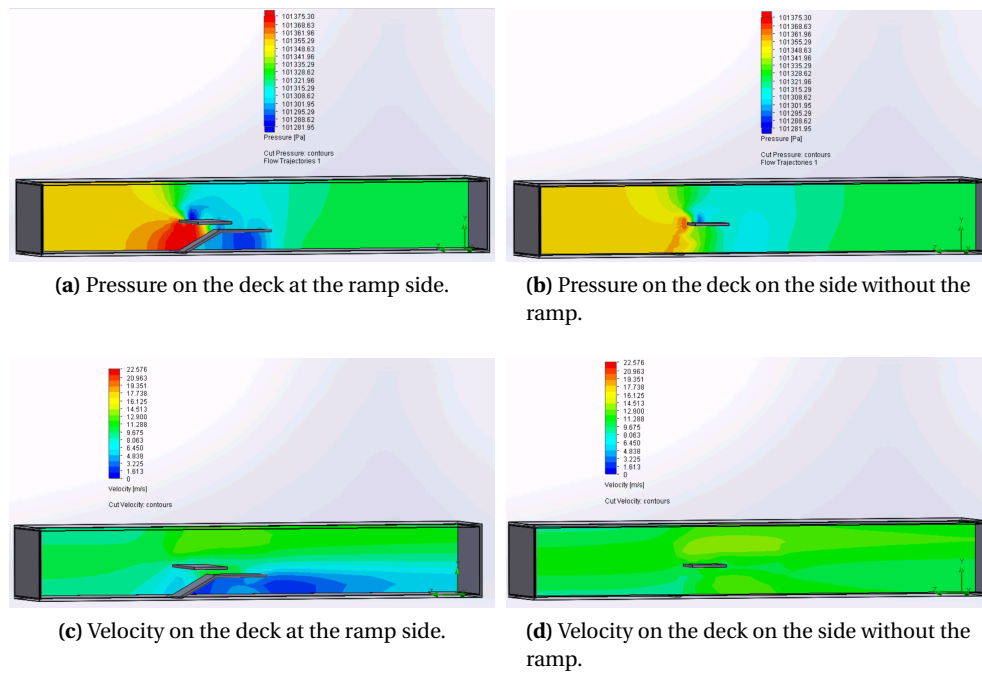 101375.30
101368.63
101361.96
101355.29
101348.63
101341.96
101335.29
101328.62
101321.96
101315.29
101308.62
101301.95
101295.29
101288.62
101281.95
Pressure [Pa]
Cut Pressure: contours
Flow Trajectories 1
Y
Z
(a) Pressure on the deck at the ramp side.
101375.30
101368.63
101361.96
101355.29
101348.63
101341.96
101335.29
101328.62
101321.96
101315.29
101308.62
101301.95
101295.29
101288.62
101281.95
Pressure [Pa]
Cut Pressure: contours
Flow Trajectories 1
Y
Z
(b) Pressure on the deck on the side without the
ramp.
22.576
20.963
19.351
17.738
16.125
14.513
12.900
11.288
9.675
8.063
6.450
4.838
3.225
1.613
0
Velocity [m/s]
Cut Velocity: contours
(c) Velocity on the deck at the ramp side.
22.576
20.963
19.351
17.738
16.125
14.513
12.900
11.288
9.675
8.063
6.450
4.838
3.225
1.613
0
Velocity [m/s]
Cut Velocity: contours
Y
Z
(d) Velocity on the deck on the side without the
ramp.